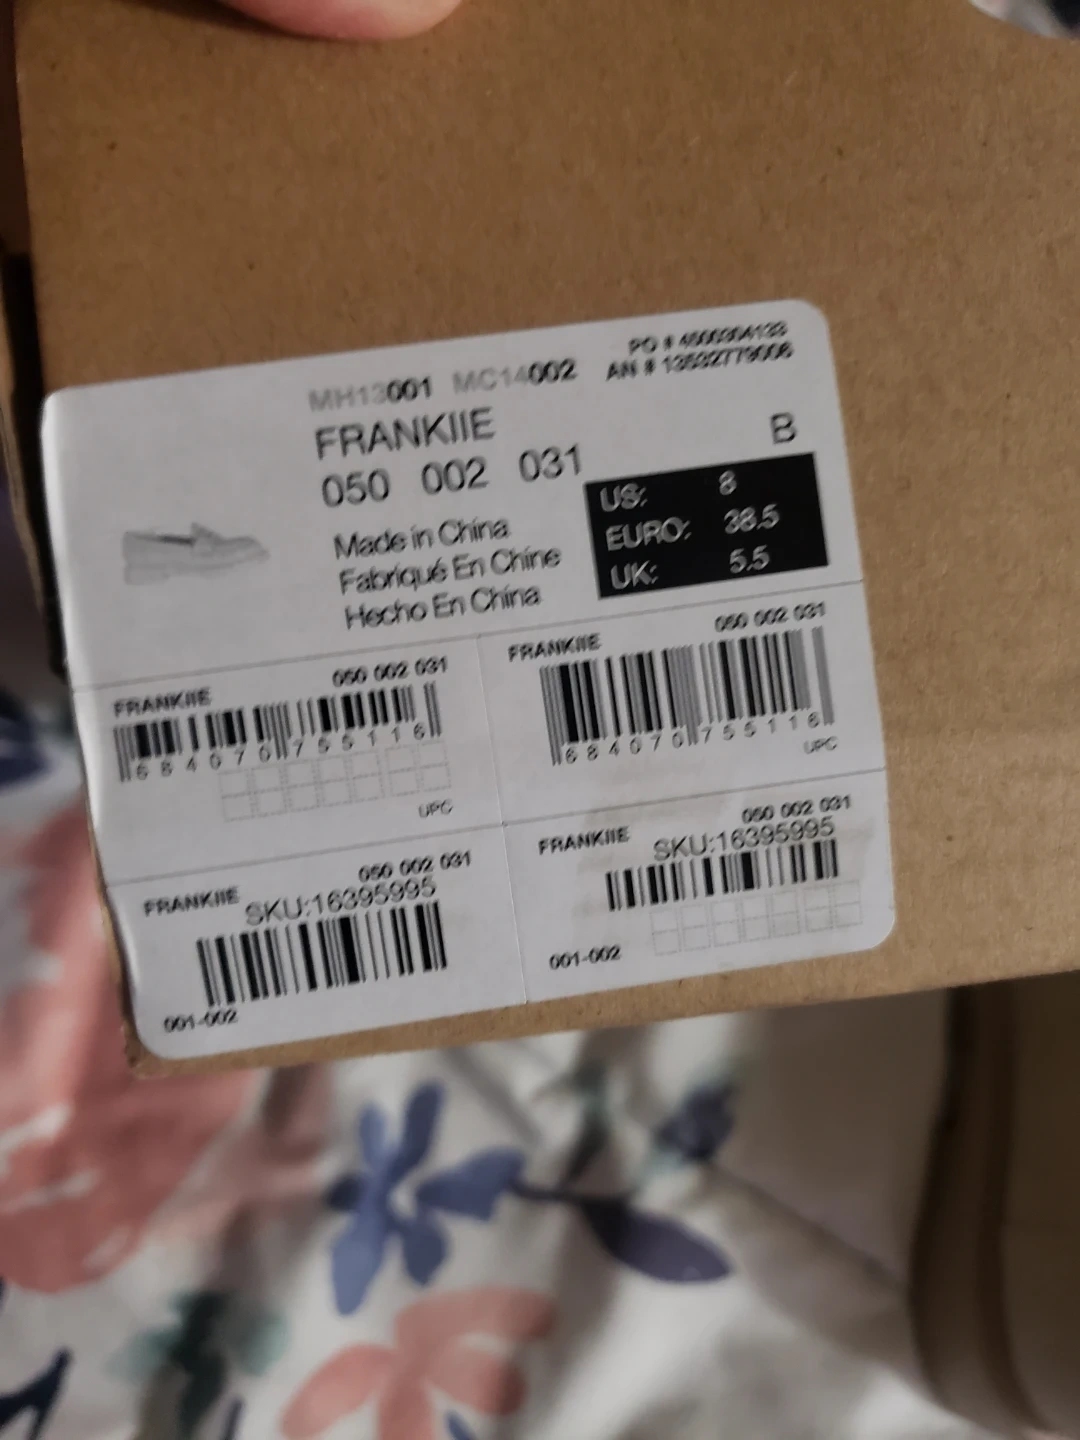 PO # 4500304133
MH13001 MC14002
AN # 13532779006
FRANKIIE
B
050 002 031
US: 8
EURO: 38.5
UK: 5.5
Made in China
Fabriqué En Chine
Hecho En China
FRANKIIE 050 002 031
6 84070 75511 6
UPC
FRANKIIE 050 002 031
6 84070 75511 6
UPC
FRANKIIE 050 002 031
SKU:16395995
001-002
FRANKIIE 050 002 031
SKU:16395995
001-002